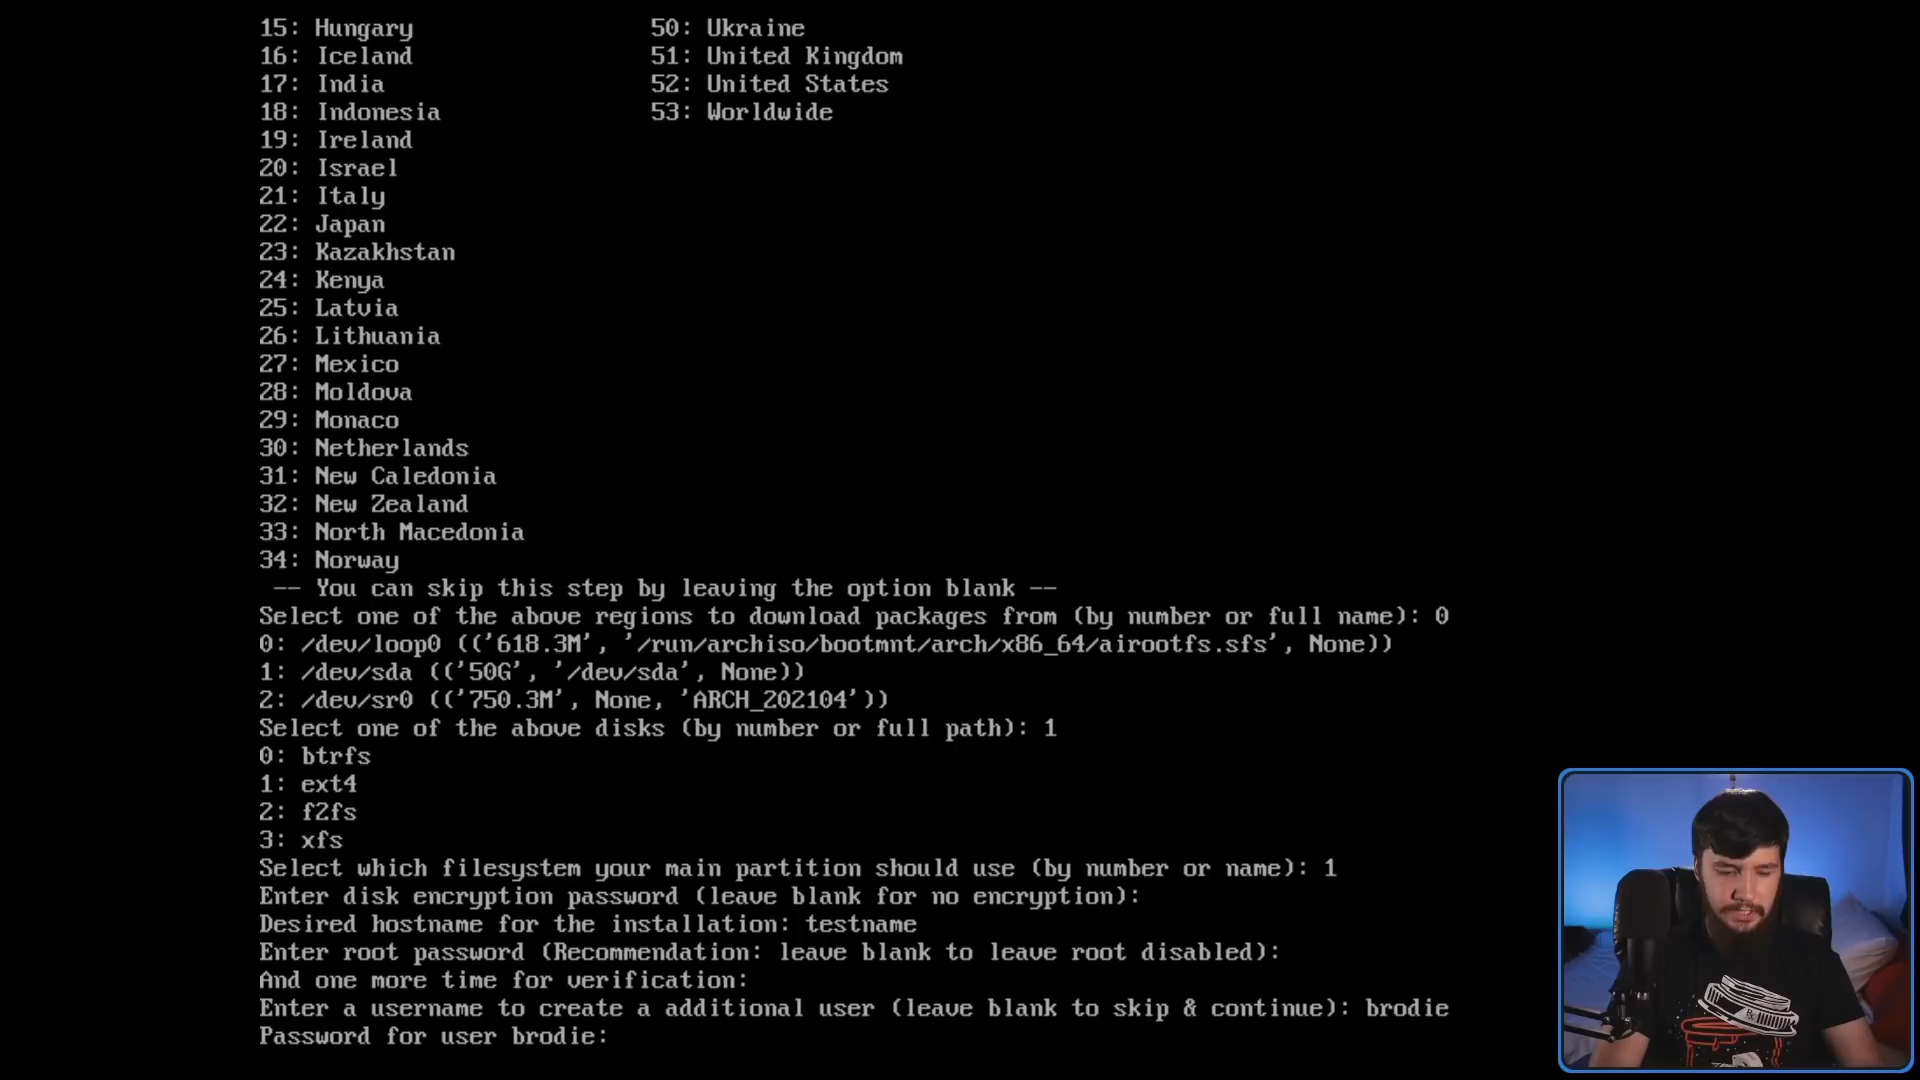 15: Hungary 50: Ukraine
16: Iceland 51: United Kingdom
17: India 52: United States
18: Indonesia 53: Worldwide
19: Ireland
20: Israel
21: Italy
22: Japan
23: Kazakhstan
24: Kenya
25: Latvia
26: Lithuania
27: Mexico
28: Moldova
29: Monaco
30: Netherlands
31: New Caledonia
32: New Zealand
33: North Macedonia
34: Norway
-- You can skip this step by leaving the option blank --
Select one of the above regions to download packages from (by number or full name): 0
0: /dev/loop0 (('618.3M', '/run/archiso/bootmnt/arch/x86_64/airootfs.sfs', None))
1: /dev/sda (('50G', '/dev/sda', None))
2: /dev/sr0 (('750.3M', None, 'ARCH_202104'))
Select one of the above disks (by number or full path): 1
0: btrfs
1: ext4
2: f2fs
3: xfs
Select which filesystem your main partition should use (by number or name): 1
Enter disk encryption password (leave blank for no encryption):
Desired hostname for the installation: testname
Enter root password (Recommendation: leave blank to leave root disabled):
And one more time for verification:
Enter a username to create a additional user (leave blank to skip & continue): brodie
Password for user brodie: